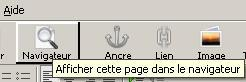 Aide
Navigateur Ancre Lien Image
Afficher cette page dans le navigateur